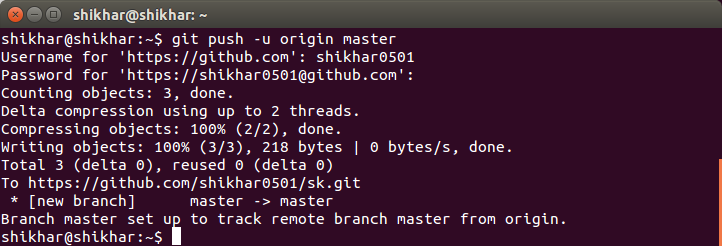 shikhar@shikhar: ~
shikhar@shikhar:~$ git push -u origin master
Username for 'https://github.com': shikhar0501
Password for 'https://shikhar0501@github.com':
Counting objects: 3, done.
Delta compression using up to 2 threads.
Compressing objects: 100% (2/2), done.
Writing objects: 100% (3/3), 218 bytes | 0 bytes/s, done.
Total 3 (delta 0), reused 0 (delta 0)
To https://github.com/shikhar0501/sk.git
 * [new branch]      master -> master
Branch master set up to track remote branch master from origin.
shikhar@shikhar:~$